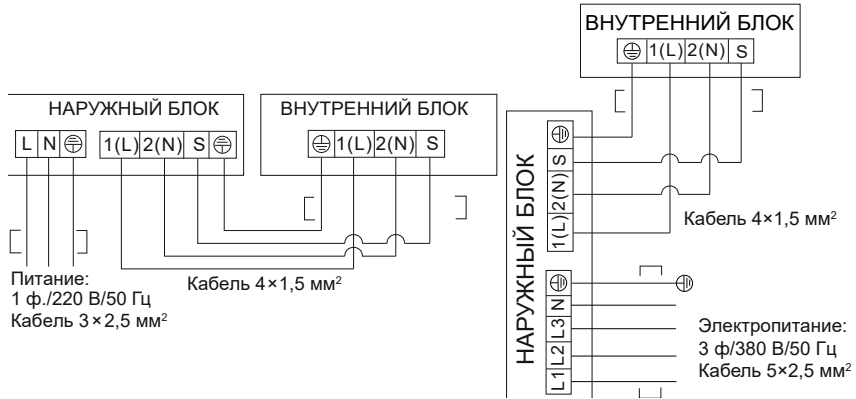 НАРУЖНЫЙ БЛОК
L N
1(L) 2(N) S
ВНУТРЕННИЙ БЛОК
1(L) 2(N) S
Питание:
1 ф./220 В/50 Гц
Кабель 3×2,5 мм²
Кабель 4×1,5 мм²
ВНУТРЕННИЙ БЛОК
1(L) 2(N) S
НАРУЖНЫЙ БЛОК
1(L) 2(N) S
L1 L2 L3 N
Кабель 4×1,5 мм²
Электропитание:
3 ф/380 В/50 Гц
Кабель 5×2,5 мм²